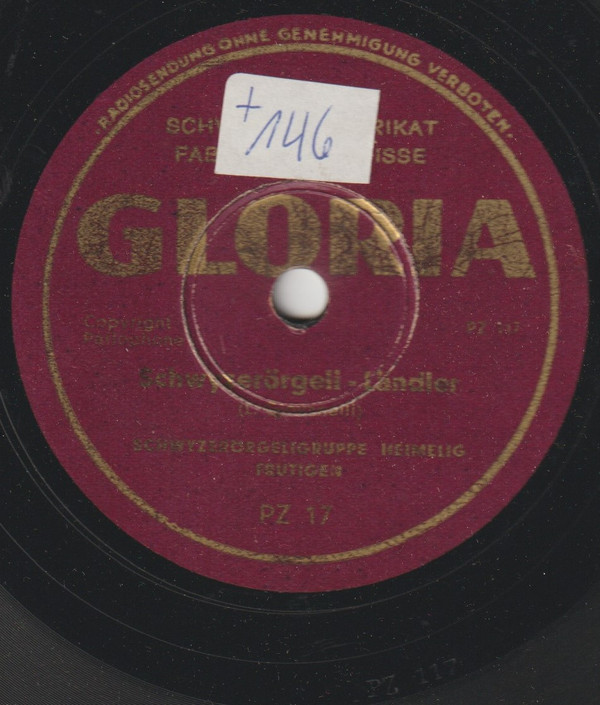 RADIOSENDUNG OHNE GENEHMIGUNG VERBOTEN
+146
SCHW RIKAT
FAB ISSE
GLORIA
Copyright
PZ 117
Schwyzerörgeli-Ländler
SCHWYZERÖRGELIGRUPPE HEIMELIG
FRUTIGEN
PZ 17
PZ 117